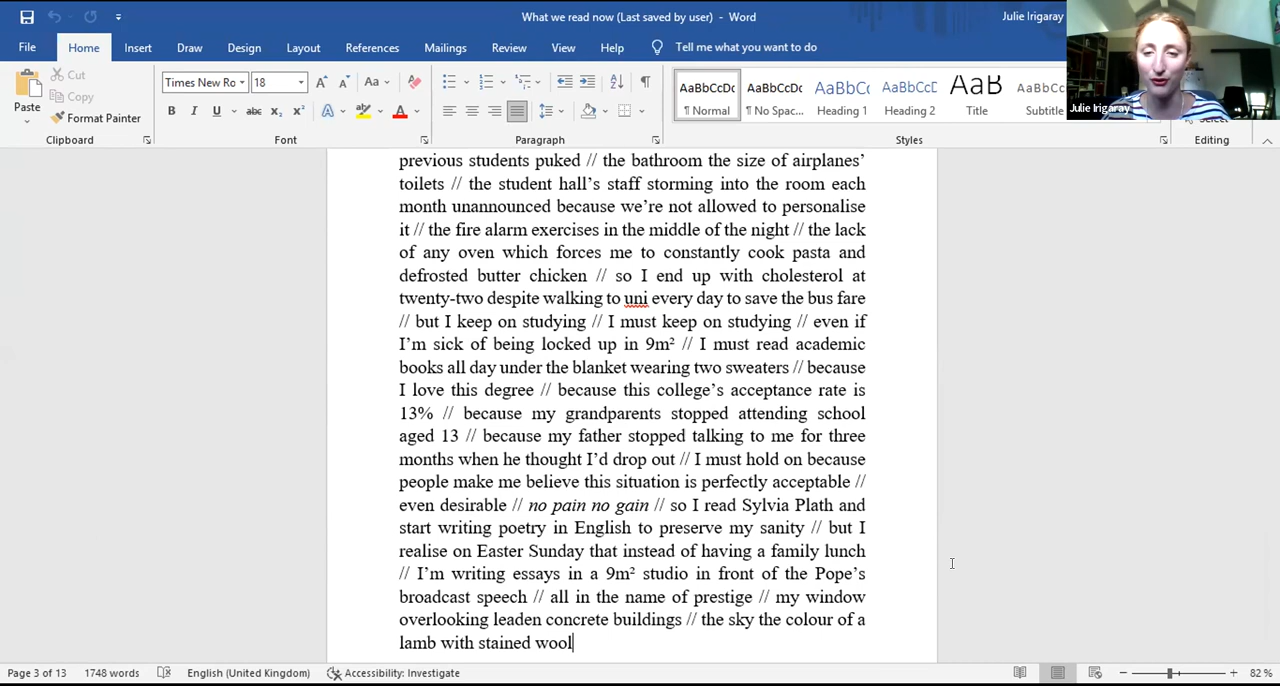 What we read now (Last saved by user) - Word
Julie Irigaray
File Home Insert Draw Design Layout References Mailings Review View Help Tell me what you want to do
Paste
Cut
Copy
Format Painter
Clipboard
Times New Ro
18
Font
Paragraph
AaBbCcDc
¶ Normal
AaBbCcDc
¶ No Spac...
AaBbC(
Heading 1
AaBbCcD
Heading 2
AaB
Title
AaBbCc
Subtitle
Styles
Editing
Julie Irigaray
previous students puked // the bathroom the size of airplanes’
toilets // the student hall’s staff storming into the room each
month unannounced because we’re not allowed to personalise
it // the fire alarm exercises in the middle of the night // the lack
of any oven which forces me to constantly cook pasta and
defrosted butter chicken // so I end up with cholesterol at
twenty-two despite walking to uni every day to save the bus fare
// but I keep on studying // I must keep on studying // even if
I’m sick of being locked up in 9m² // I must read academic
books all day under the blanket wearing two sweaters // because
I love this degree // because this college’s acceptance rate is
13% // because my grandparents stopped attending school
aged 13 // because my father stopped talking to me for three
months when he thought I’d drop out // I must hold on because
people make me believe this situation is perfectly acceptable //
even desirable // no pain no gain // so I read Sylvia Plath and
start writing poetry in English to preserve my sanity // but I
realise on Easter Sunday that instead of having a family lunch
// I’m writing essays in a 9m² studio in front of the Pope’s
broadcast speech // all in the name of prestige // my window
overlooking leaden concrete buildings // the sky the colour of a
lamb with stained wool
Page 3 of 13 1748 words English (United Kingdom) Accessibility: Investigate 82 %